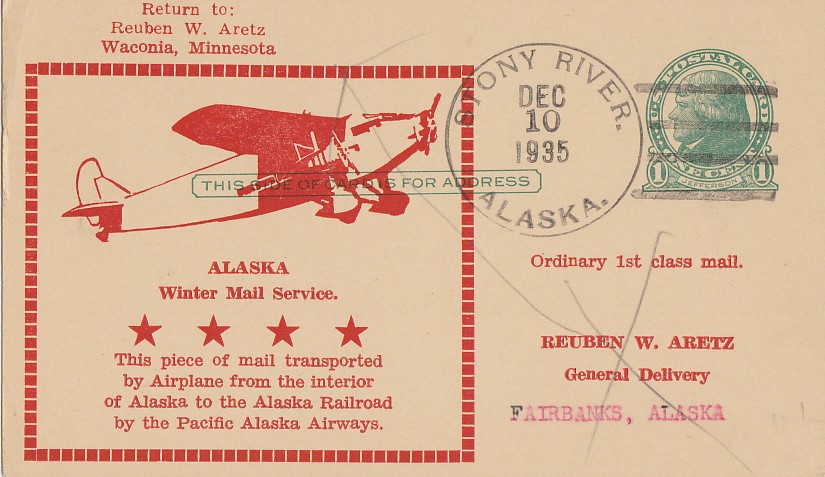 Return to:
Reuben W. Aretz
Waconia, Minnesota
THIS SIDE OF CARD IS FOR ADDRESS
ALASKA
Winter Mail Service.
This piece of mail transported
by Airplane from the interior
of Alaska to the Alaska Railroad
by the Pacific Alaska Airways.
STONY RIVER.
DEC
10
1935
ALASKA.
U.S. POSTAL CARD
1 ONE CENT 1
JEFFERSON
Ordinary 1st class mail.
REUBEN W. ARETZ
General Delivery
FAIRBANKS, ALASKA